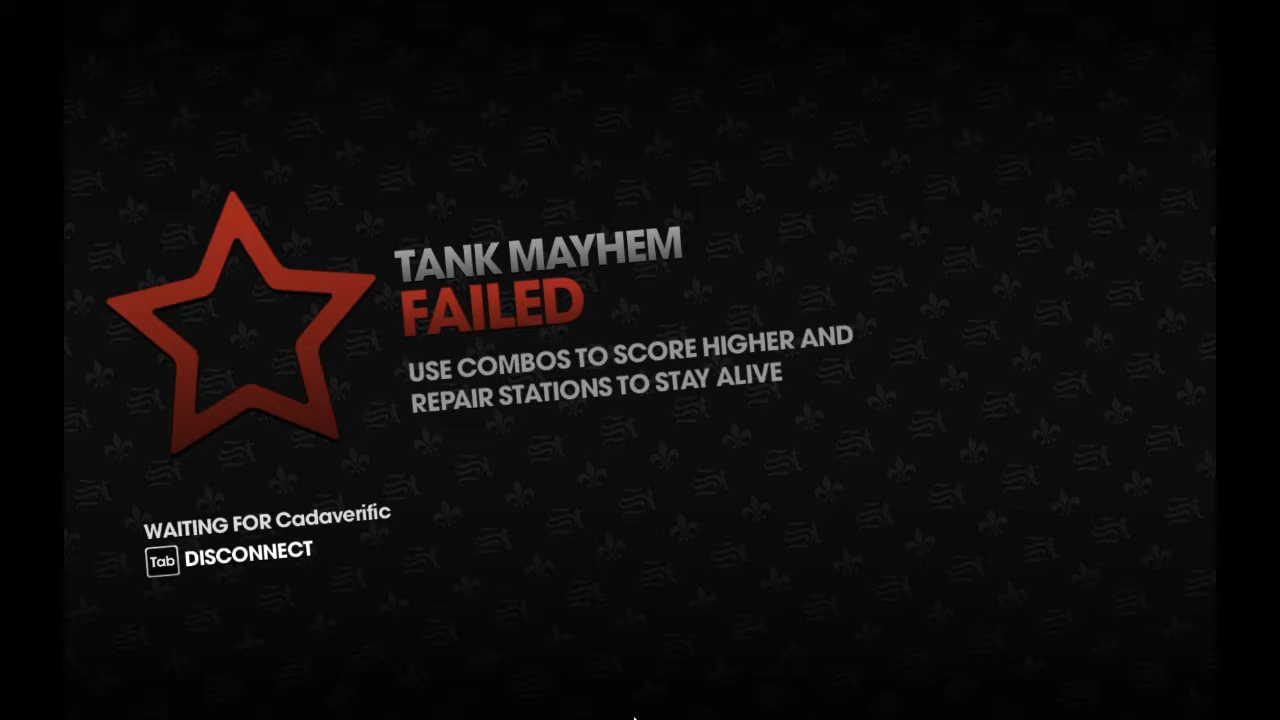 TANK MAYHEM
FAILED
USE COMBOS TO SCORE HIGHER AND
REPAIR STATIONS TO STAY ALIVE
WAITING FOR Cadaverific
Tab DISCONNECT